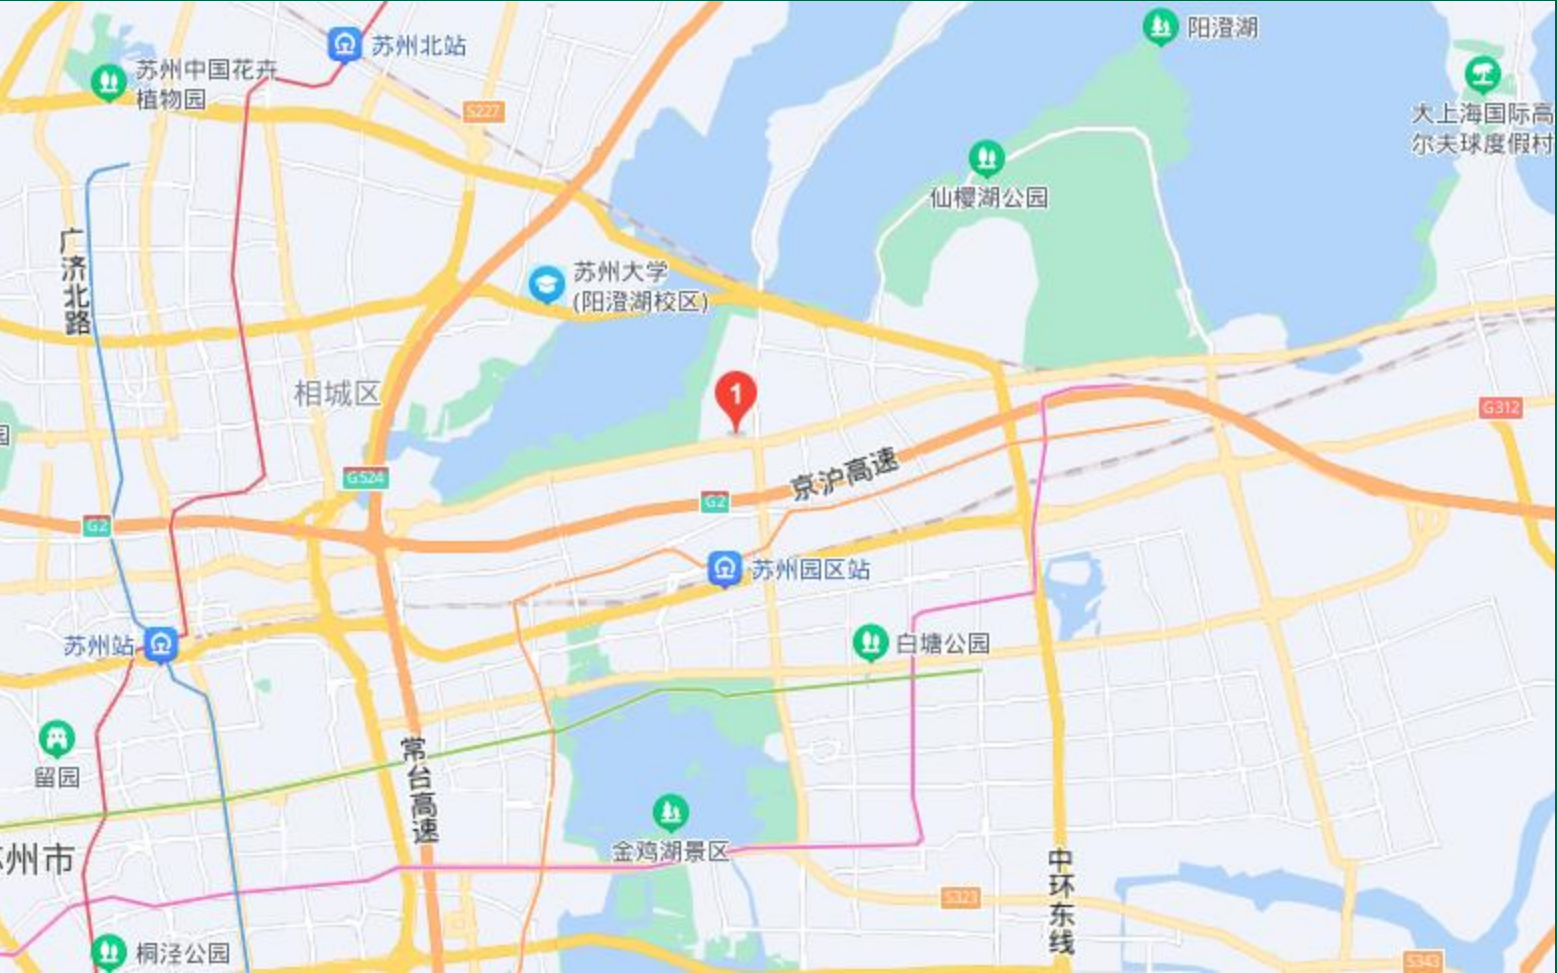 阳澄湖
苏州北站
苏州中国花卉
植物园
S227
大上海国际高
尔夫球度假村
仙樱湖公园
广济北路
苏州大学
(阳澄湖校区)
相城区
1
G312
园
G524
京沪高速
G2
G2
苏州园区站
苏州站
白塘公园
留园
常台高速
金鸡湖景区
州市
中环东线
S323
桐泾公园
S343